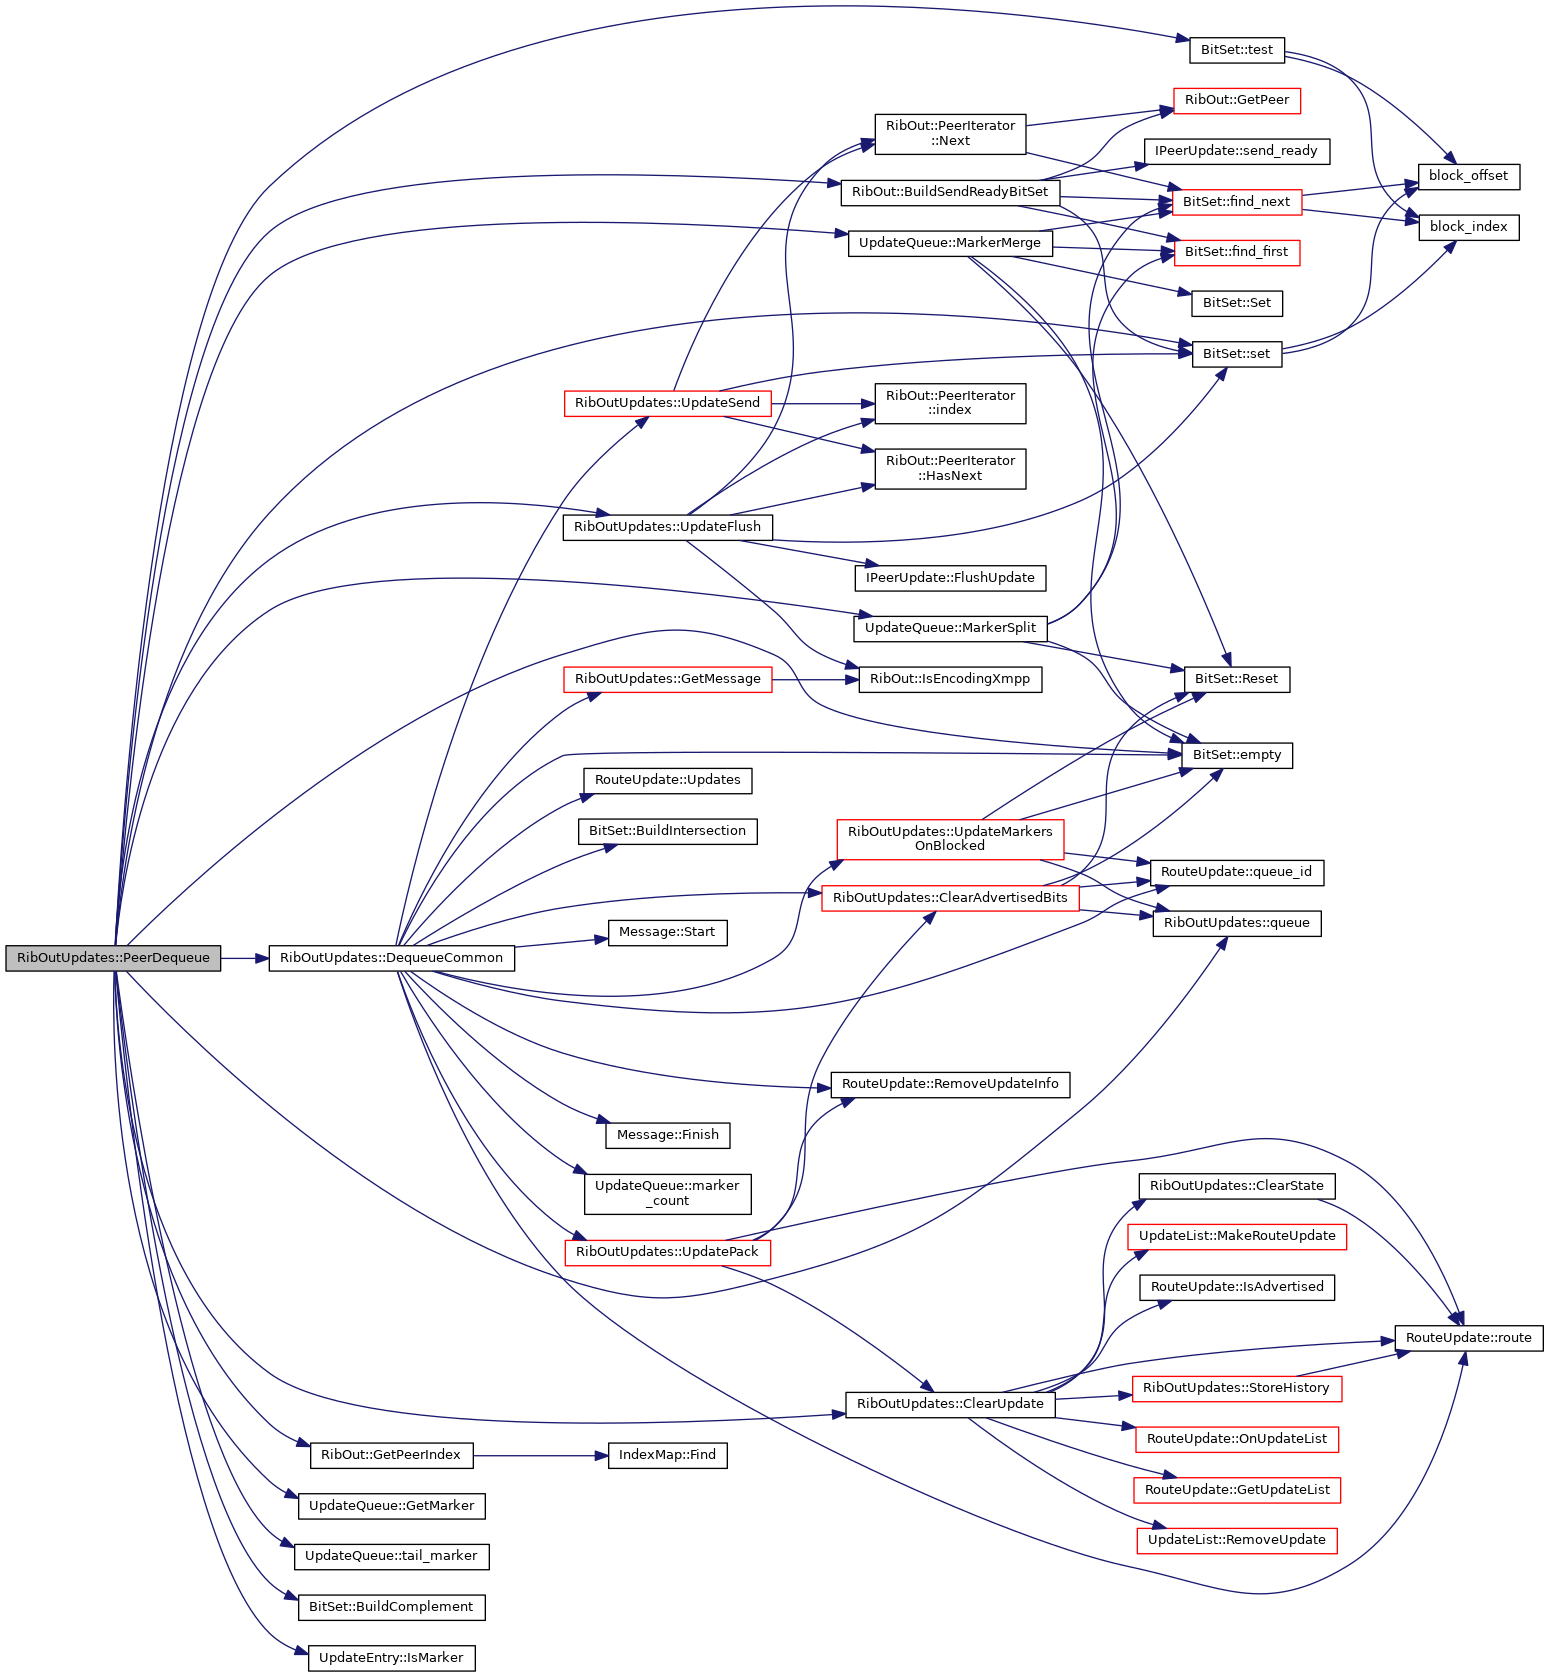 BitSet::test
RibOut::GetPeer
RibOut::PeerIterator
::Next
IPeerUpdate::send_ready
block_offset
RibOut::BuildSendReadyBitSet
BitSet::find_next
block_index
UpdateQueue::MarkerMerge
BitSet::find_first
BitSet::Set
BitSet::set
RibOutUpdates::UpdateSend
RibOut::PeerIterator
::index
RibOut::PeerIterator
::HasNext
RibOutUpdates::UpdateFlush
IPeerUpdate::FlushUpdate
UpdateQueue::MarkerSplit
RibOutUpdates::GetMessage
RibOut::IsEncodingXmpp
BitSet::Reset
BitSet::empty
RouteUpdate::Updates
BitSet::BuildIntersection
RibOutUpdates::UpdateMarkers
OnBlocked
RouteUpdate::queue_id
RibOutUpdates::ClearAdvertisedBits
RibOutUpdates::queue
Message::Start
RibOutUpdates::PeerDequeue
RibOutUpdates::DequeueCommon
RouteUpdate::RemoveUpdateInfo
Message::Finish
UpdateQueue::marker
_count
RibOutUpdates::ClearState
UpdateList::MakeRouteUpdate
RibOutUpdates::UpdatePack
RouteUpdate::IsAdvertised
RouteUpdate::route
RibOutUpdates::StoreHistory
RibOutUpdates::ClearUpdate
RouteUpdate::OnUpdateList
RibOut::GetPeerIndex
IndexMap::Find
RouteUpdate::GetUpdateList
UpdateQueue::GetMarker
UpdateList::RemoveUpdate
UpdateQueue::tail_marker
BitSet::BuildComplement
UpdateEntry::IsMarker